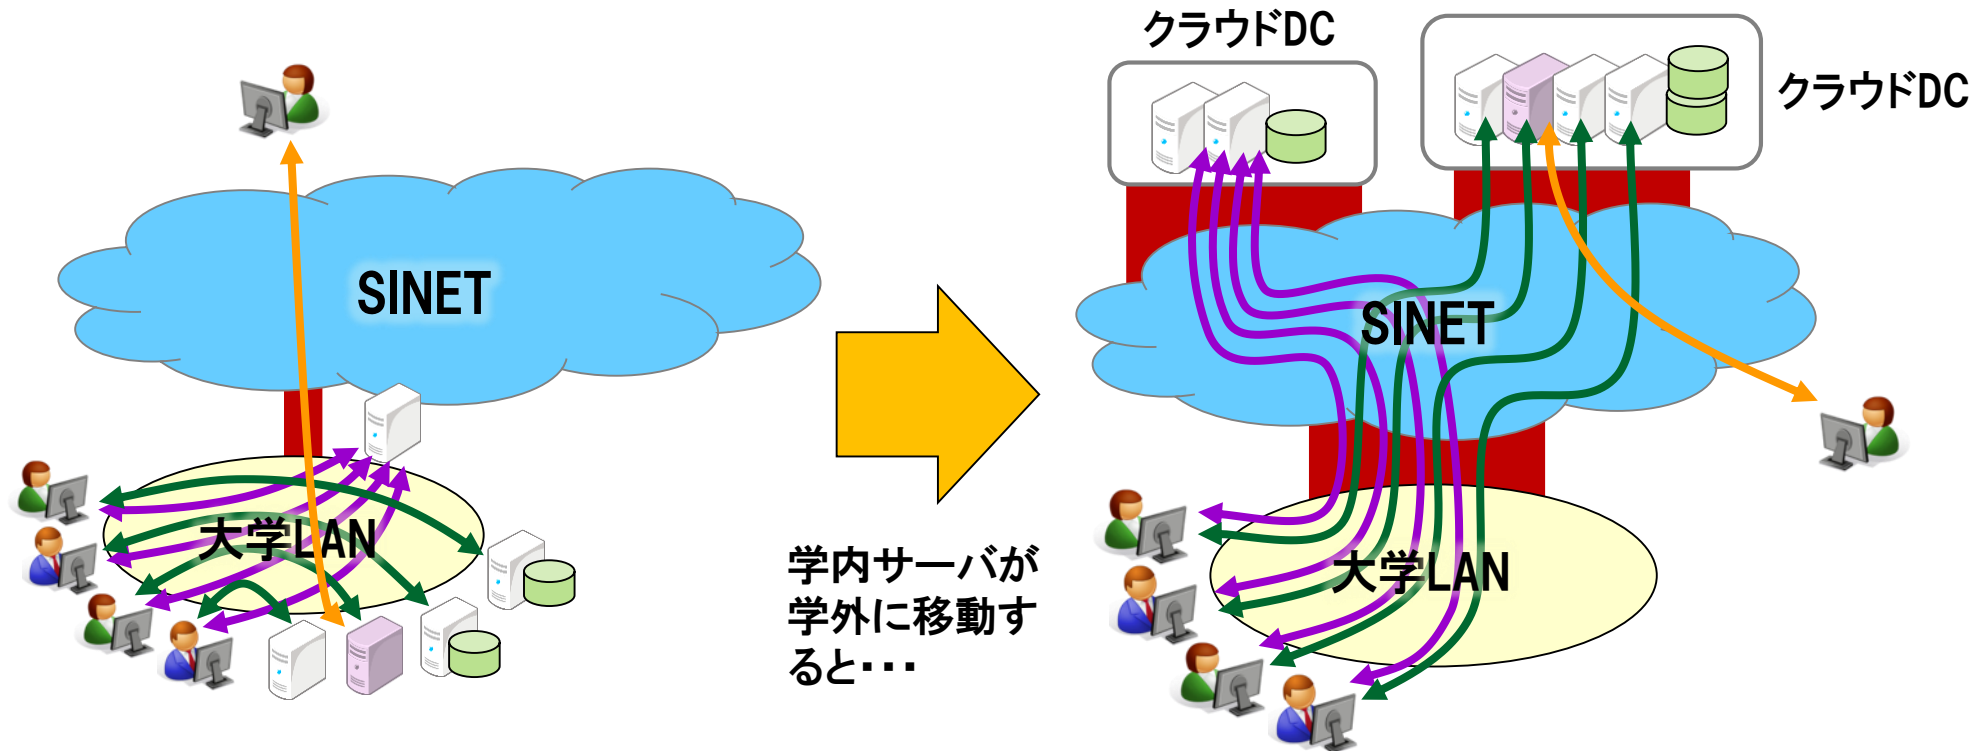 クラウドDC
クラウドDC
SINET
SINET
大学LAN
大学LAN
学内サーバが
学外に移動す
ると・・・